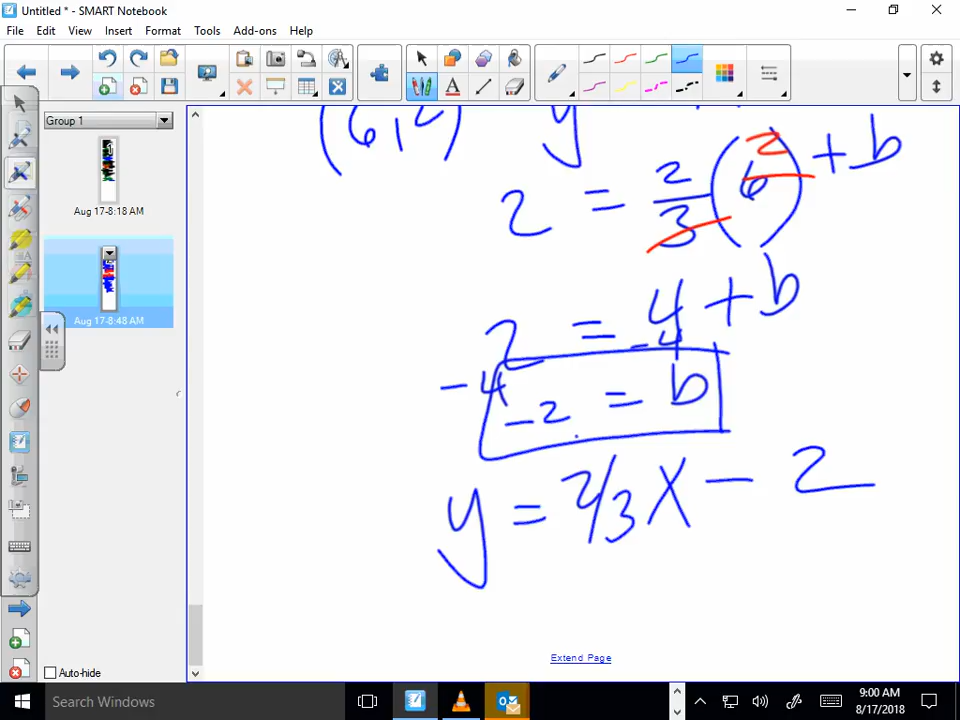 Untitled * - SMART Notebook
File Edit View Insert Format Tools Add-ons Help
Group 1
Aug 17-8:18 AM
Aug 17-8:48 AM
(6, 2) y
2 = 2/3 (6) + b
2
2 = 4 + b
-4 -4
-2 = b
y = 2/3 x - 2
Extend Page
Auto-hide
Search Windows
9:00 AM
8/17/2018